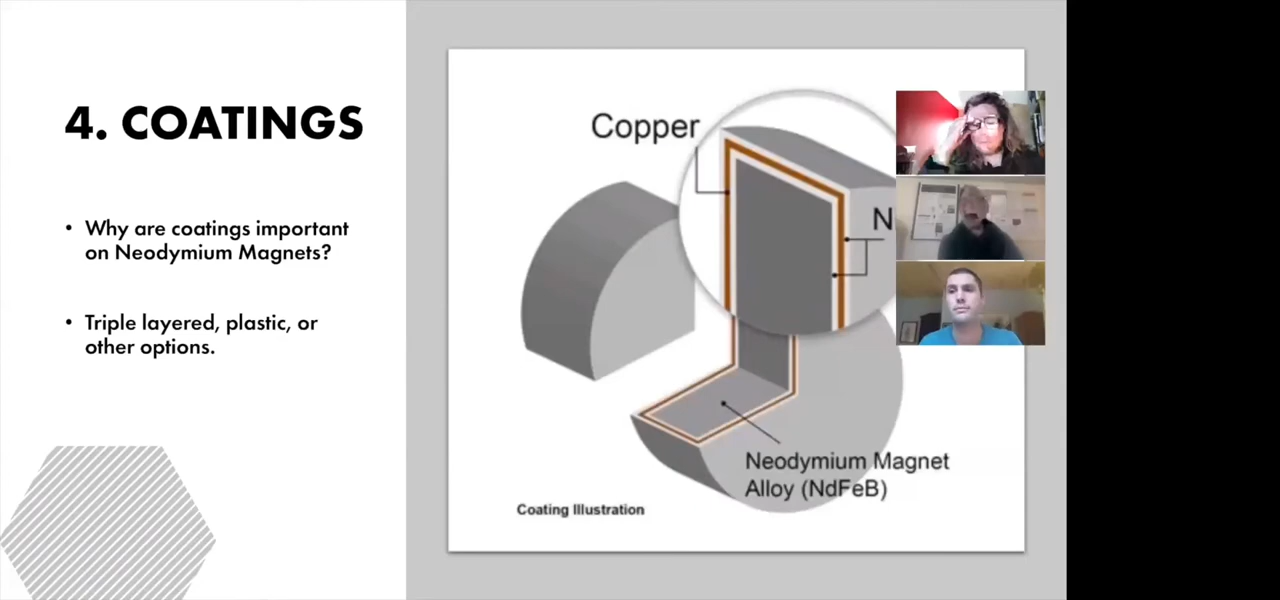 4. COATINGS
• Why are coatings important
on Neodymium Magnets?
• Triple layered, plastic, or
other options.
Copper
N
Neodymium Magnet
Alloy (NdFeB)
Coating Illustration